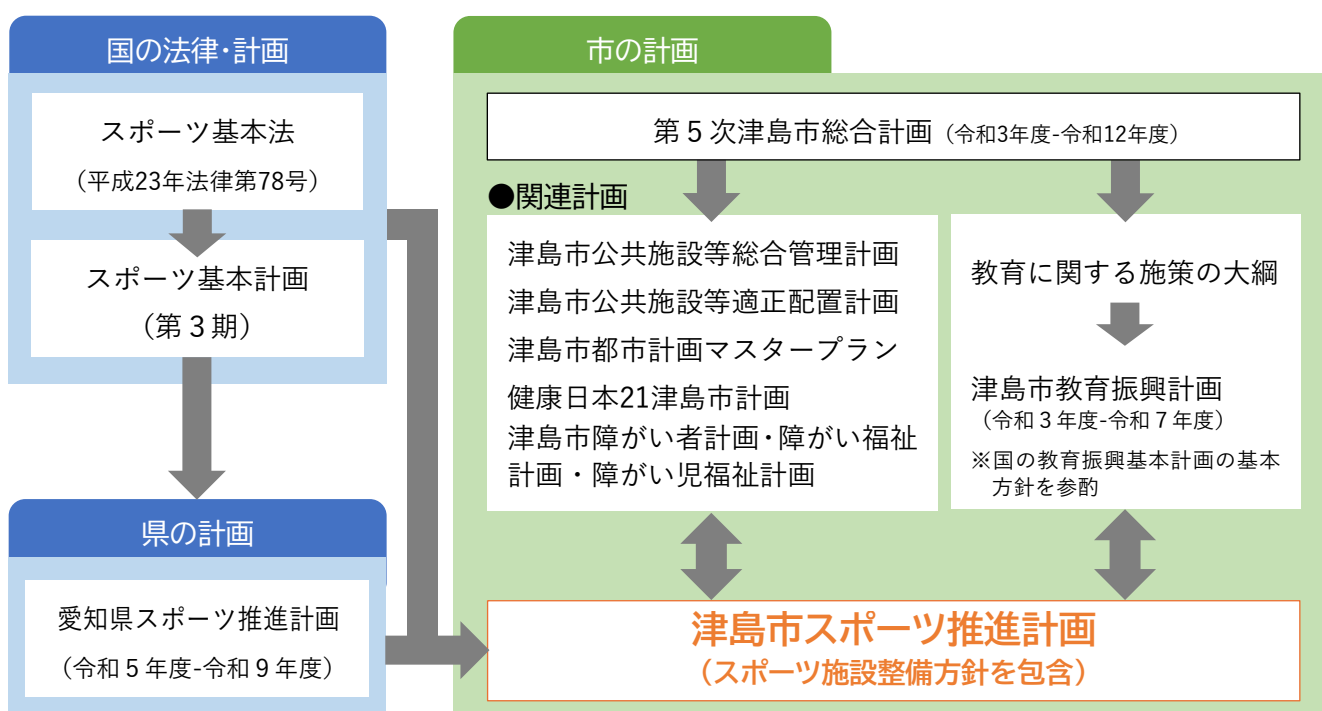 国の法律・計画
スポーツ基本法
（平成23年法律第78号）
スポーツ基本計画
（第３期）
県の計画
愛知県スポーツ推進計画
（令和５年度-令和９年度）
市の計画
第５次津島市総合計画（令和3年度-令和12年度）
●関連計画
津島市公共施設等総合管理計画
津島市公共施設等適正配置計画
津島市都市計画マスタープラン
健康日本21津島市計画
津島市障がい者計画・障がい福祉
計画・障がい児福祉計画
教育に関する施策の大綱
津島市教育振興計画
（令和３年度-令和７年度）
※国の教育振興基本計画の基本
方針を参酌
津島市スポーツ推進計画
（スポーツ施設整備方針を包含）